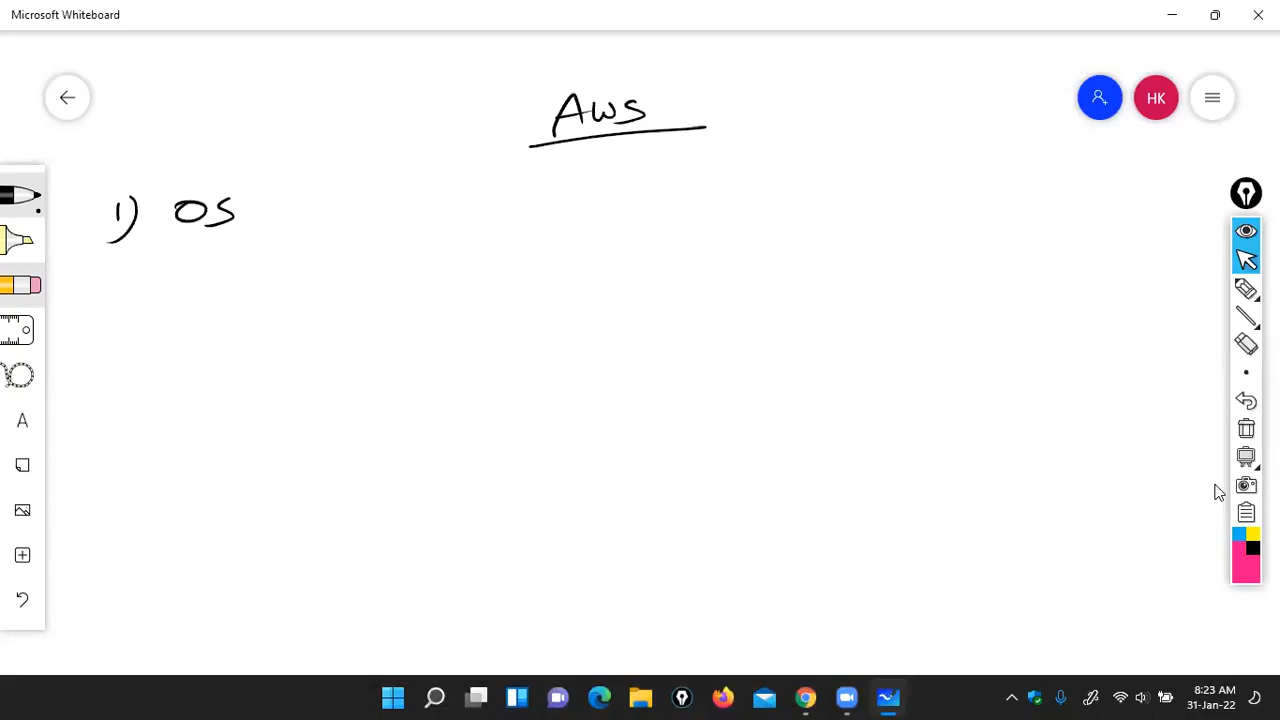 Microsoft Whiteboard
HK
AWS
1) OS
A
8:23 AM
31-Jan-22